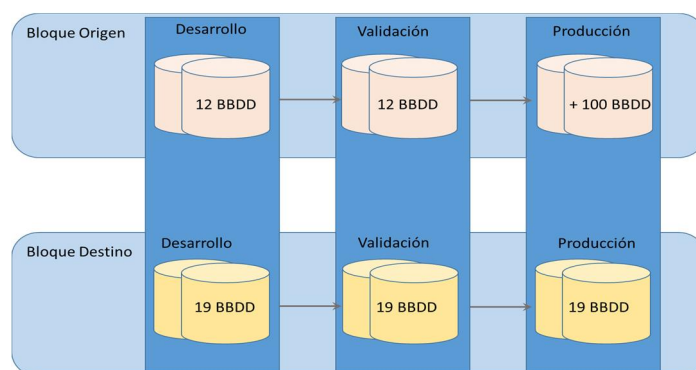 Bloque Origen
Desarrollo
Validación
Producción
12 BBDD
12 BBDD
+ 100 BBDD
Bloque Destino
Desarrollo
Validación
Producción
19 BBDD
19 BBDD
19 BBDD